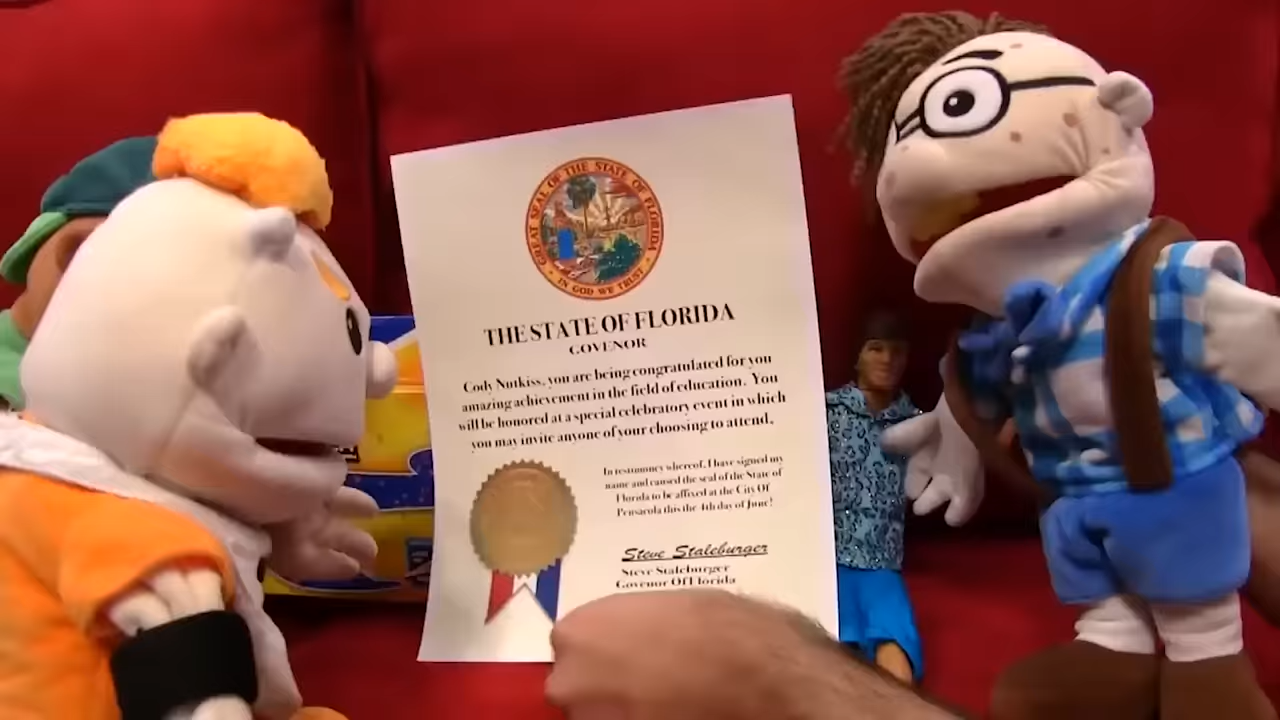 GREAT SEAL OF THE STATE OF FLORIDA
IN GOD WE TRUST
THE STATE OF FLORIDA
GOVENOR
Cody Nutkiss, you are being congratulated for you
amazing achievement in the field of education. You
will be honored at a special celebratory event in which
you may invite anyone of your choosing to attend.
In testimoney whereof, I have signed my
name and caused the seal of the State of
Florida to be affixed at the City Of
Pensacola this the 4th day of June!
Steve Staleburger
Steve Staleburger
Govenor Of Florida